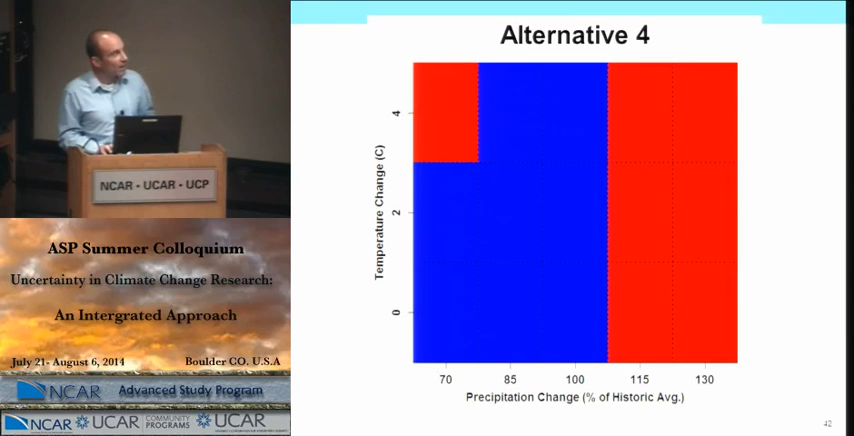 NCAR - UCAR - UCP
ASP Summer Colloquium
Uncertainty in Climate Change Research:
An Intergrated Approach
July 21- August 6, 2014
Boulder CO. U.S.A
NCAR Advanced Study Program
NCAR
UCAR
COMMUNITY
PROGRAMS
UCAR
Alternative 4
Temperature Change (C)
4
2
0
70 85 100 115 130
Precipitation Change (% of Historic Avg.)
42